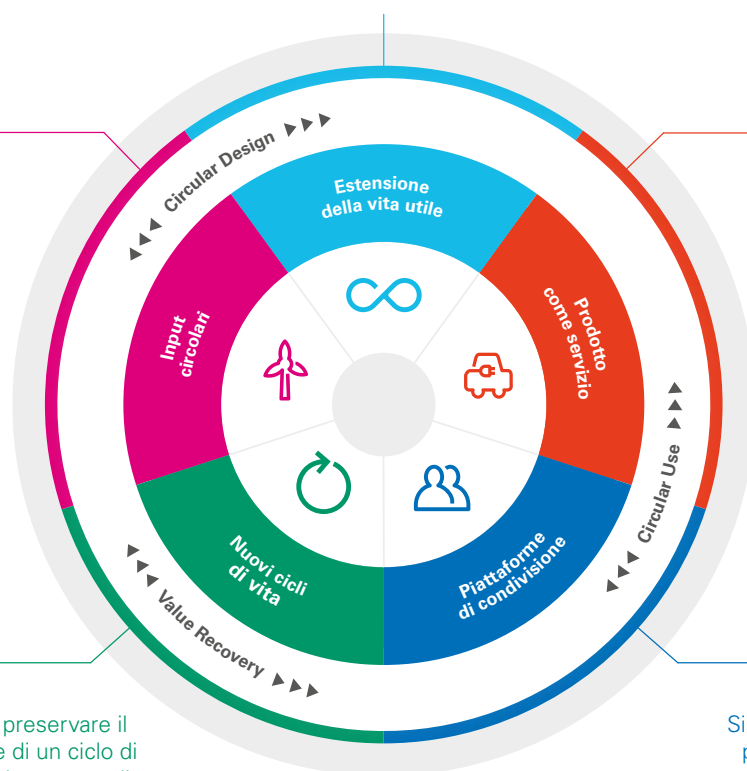 Circular Design
Estensione
della vita utile
Input
circolari
Prodotto
come servizio
Circular Use
Nuovi cicli
di vita
Piattaforme
di condivisione
Value Recovery
preservare il
e di un ciclo di
Si
p